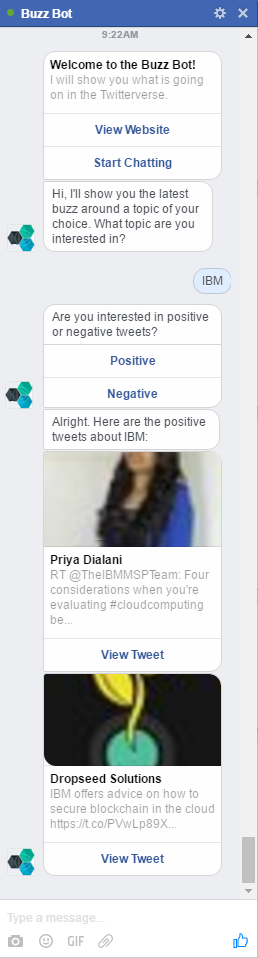 Buzz Bot
9:22AM
Welcome to the Buzz Bot!
I will show you what is going
on in the Twitterverse.
View Website
Start Chatting
Hi, I'll show you the latest
buzz around a topic of your
choice. What topic are you
interested in?
IBM
Are you interested in positive
or negative tweets?
Positive
Negative
Alright. Here are the positive
tweets about IBM:
Priya Dialani
RT @TheIBMMSPTeam: Four
considerations when you're
evaluating #cloudcomputing
be...
View Tweet
Dropseed Solutions
IBM offers advice on how to
secure blockchain in the cloud
https://t.co/PVwLp89X...
View Tweet
Type a message...
GIF